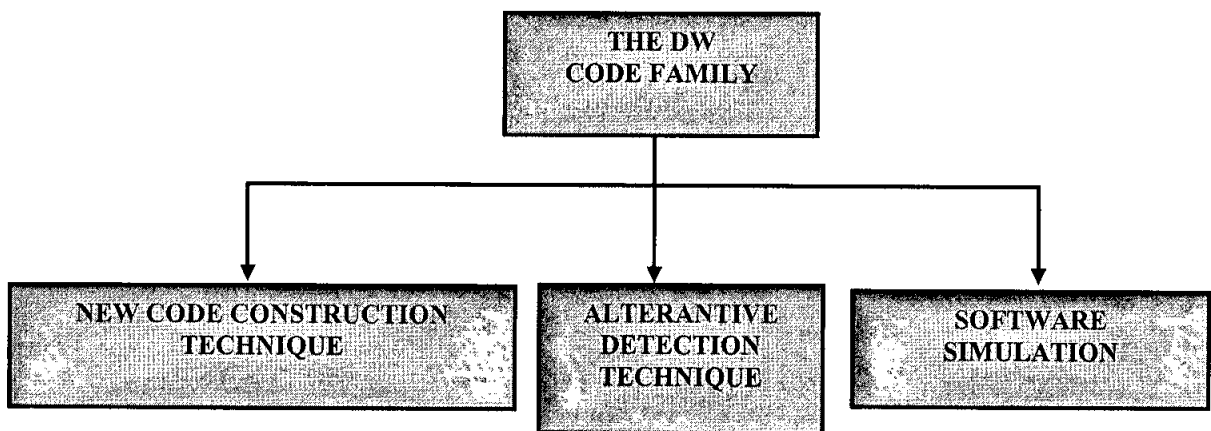 THE DW
CODE FAMILY
NEW CODE CONSTRUCTION
TECHNIQUE
ALTERANTIVE
DETECTION
TECHNIQUE
SOFTWARE
SIMULATION